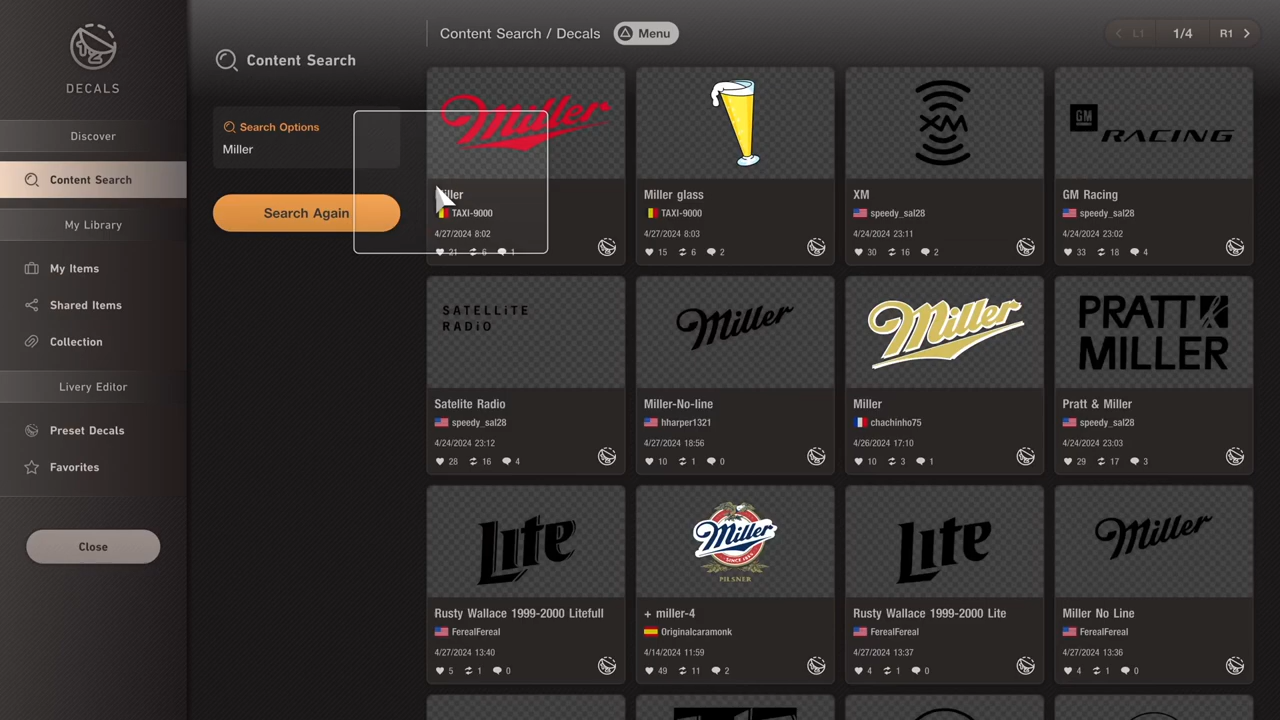 DECALS
Discover
Content Search
My Library
My Items
Shared Items
Collection
Livery Editor
Preset Decals
Favorites
Close
Content Search
Search Options
Miller
Search Again
Content Search / Decals
Menu
L1
1/4
R1
Miller
Miller
TAXI-9000
4/27/2024 8:02
21 6 1
Miller glass
TAXI-9000
4/27/2024 8:03
15 6 2
XM
XM
speedy_sal28
4/24/2024 23:11
30 16 2
GM
RACING
GM Racing
speedy_sal28
4/24/2024 23:02
33 18 4
SATELLiTE
RADiO
Satelite Radio
speedy_sal28
4/24/2024 23:12
28 16 4
Miller
Miller-No-line
hharper1321
4/27/2024 18:56
10 1 0
Miller
Miller
chachinho75
4/26/2024 17:10
10 3 1
PRATT &
MILLER
Pratt & Miller
speedy_sal28
4/24/2024 23:03
29 17 3
Lite
Rusty Wallace 1999-2000 Litefull
FerealFereal
4/27/2024 13:40
5 1 0
Miller
SINCE 1855
PILSNER
+ miller-4
Originalcaramonk
4/14/2024 11:59
49 11 2
Lite
Rusty Wallace 1999-2000 Lite
FerealFereal
4/27/2024 13:37
4 1 0
Miller
Miller No Line
FerealFereal
4/27/2024 13:36
4 1 0